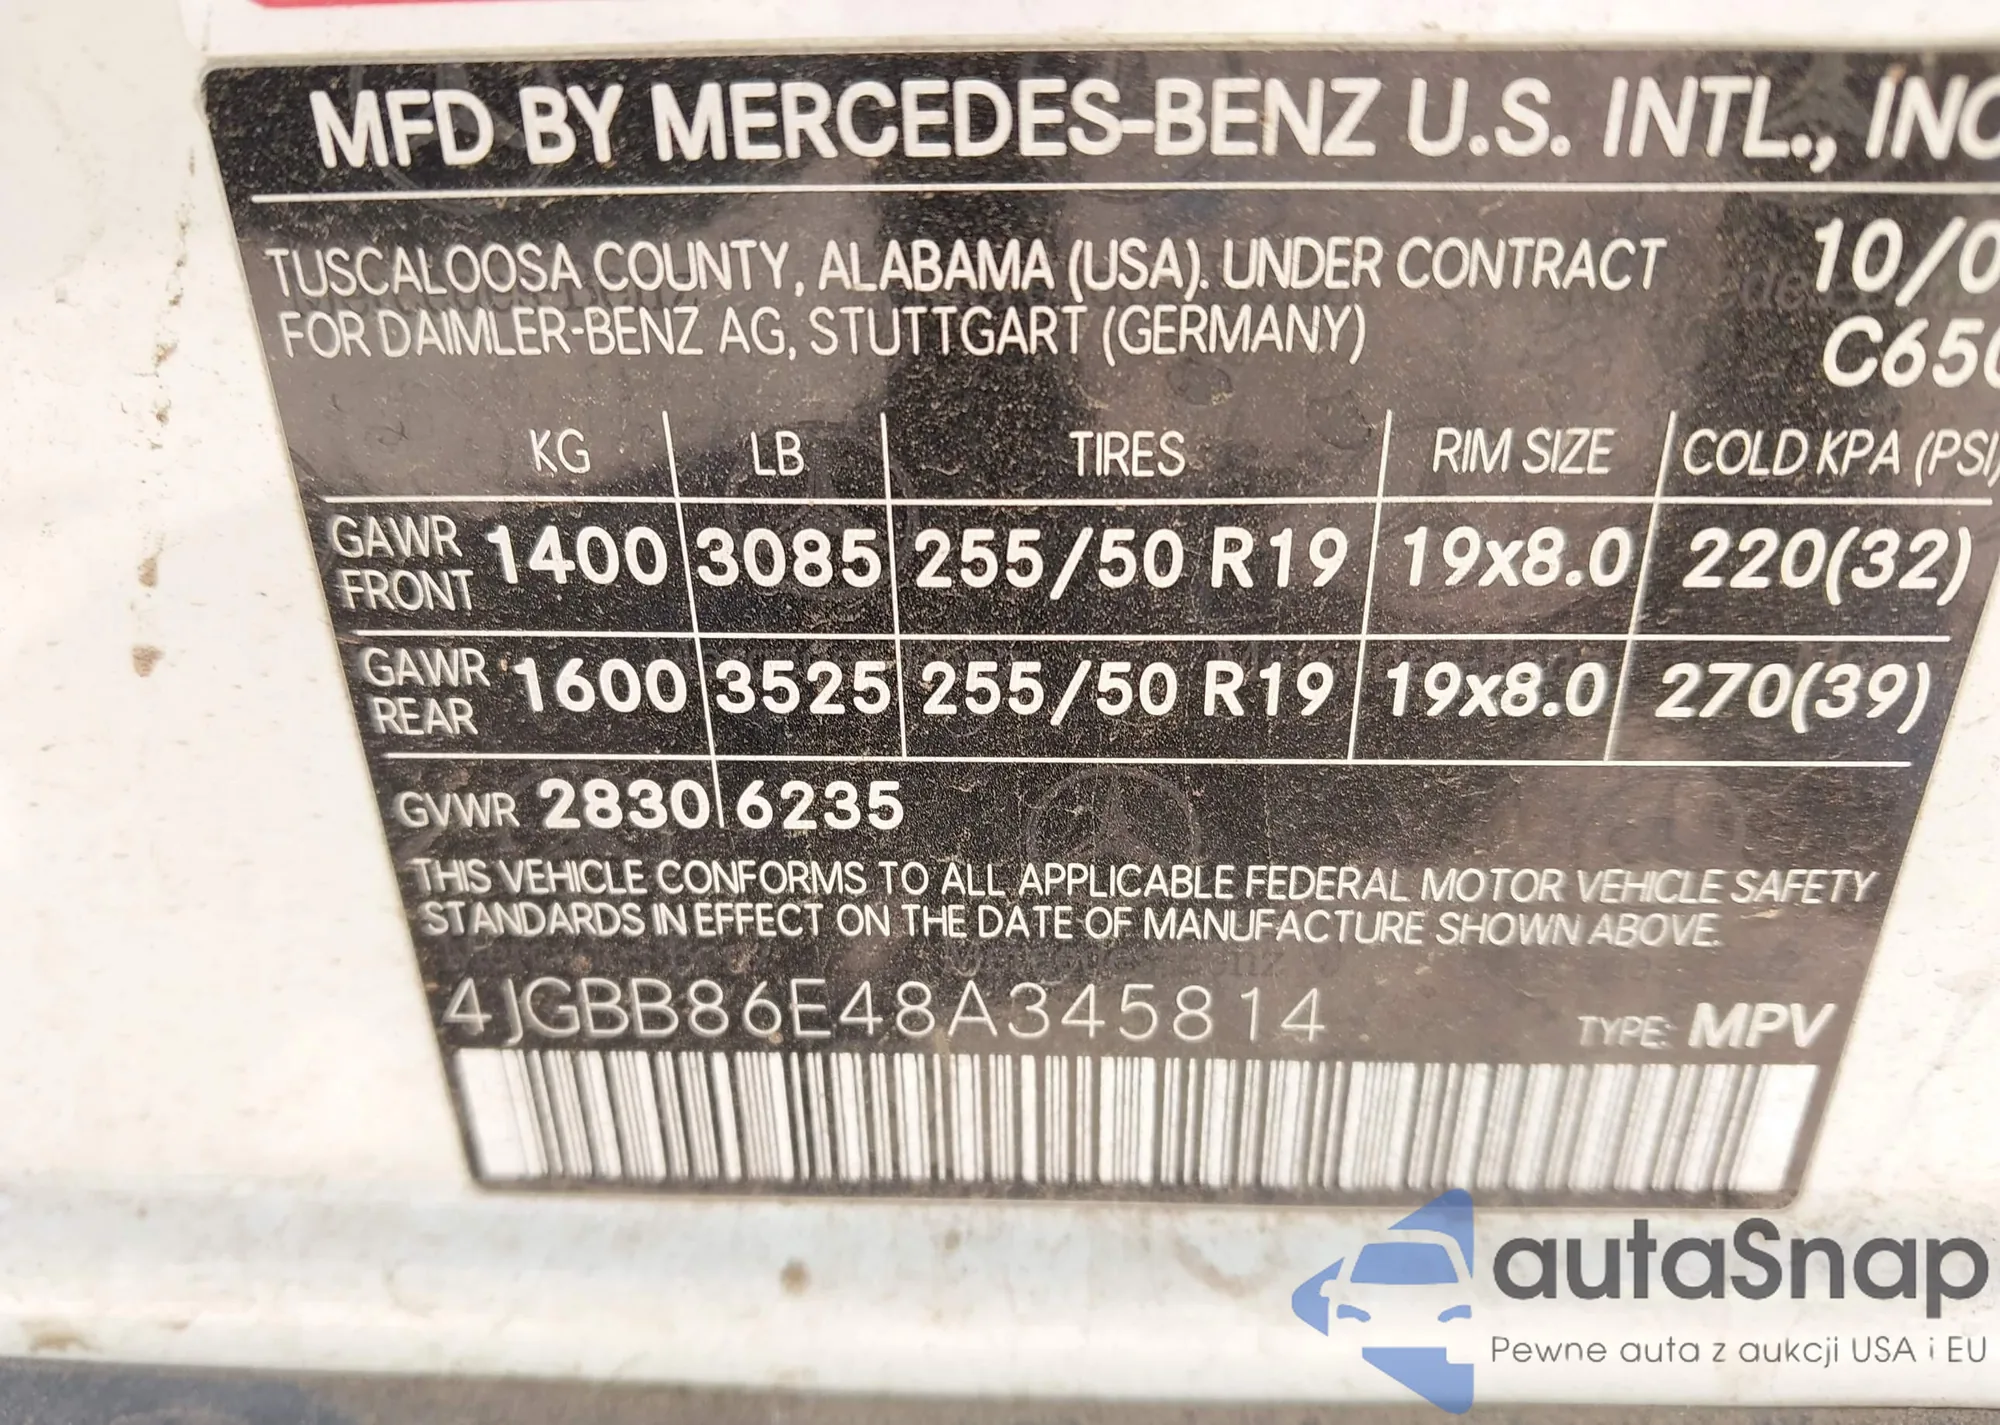 MFD BY MERCEDES-BENZ U.S. INTL., INC
TUSCALOOSA COUNTY, ALABAMA (USA). UNDER CONTRACT
FOR DAIMLER-BENZ AG, STUTTGART (GERMANY)
10/0
C650
KG LB TIRES RIM SIZE COLD KPA (PSI)
GAWR FRONT 1400 3085 255/50 R19 19x8.0 220(32)
GAWR REAR 1600 3525 255/50 R19 19x8.0 270(39)
GVWR 2830 6235
THIS VEHICLE CONFORMS TO ALL APPLICABLE FEDERAL MOTOR VEHICLE SAFETY
STANDARDS IN EFFECT ON THE DATE OF MANUFACTURE SHOWN ABOVE.
4JGBB86E48A345814
TYPE: MPV
autaSnap
Pewne auta z aukcji USA i EU